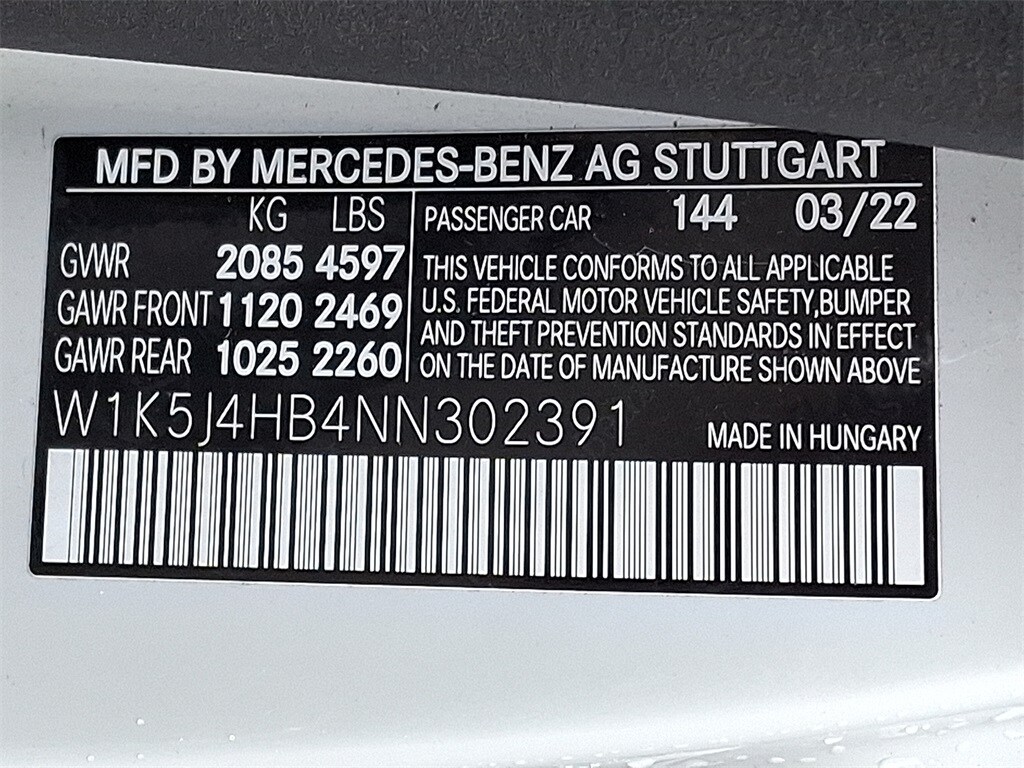 MFD BY MERCEDES-BENZ AG STUTTGART
KG LBS
GVWR 2085 4597
GAWR FRONT 1120 2469
GAWR REAR 1025 2260
PASSENGER CAR 144 03/22
THIS VEHICLE CONFORMS TO ALL APPLICABLE
U.S. FEDERAL MOTOR VEHICLE SAFETY,BUMPER
AND THEFT PREVENTION STANDARDS IN EFFECT
ON THE DATE OF MANUFACTURE SHOWN ABOVE
W1K5J4HB4NN302391
MADE IN HUNGARY